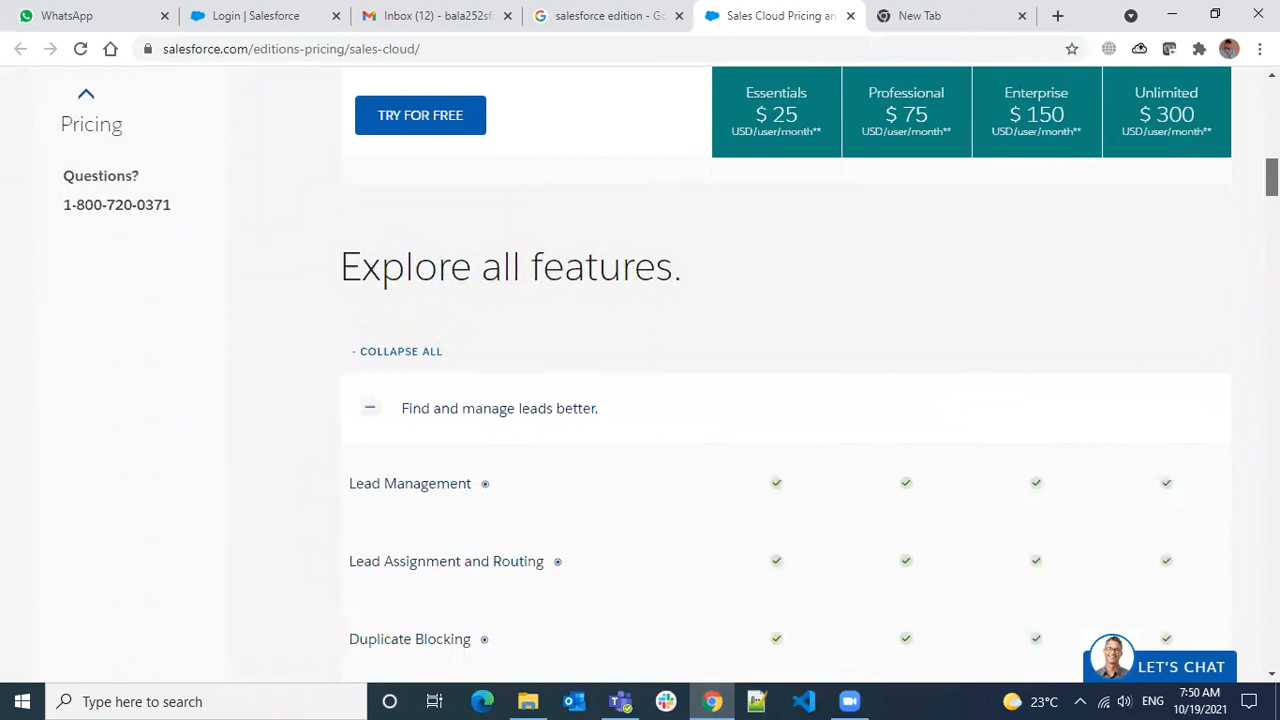 WhatsApp
Login | Salesforce
Inbox (12) - bala252sf
salesforce edition - Go
Sales Cloud Pricing an
New Tab
salesforce.com/editions-pricing/sales-cloud/
Pricing
Questions?
1-800-720-0371
TRY FOR FREE
Essentials
$ 25
USD/user/month**
Professional
$ 75
USD/user/month**
Enterprise
$ 150
USD/user/month**
Unlimited
$ 300
USD/user/month**
Explore all features.
- COLLAPSE ALL
Find and manage leads better.
Lead Management
Lead Assignment and Routing
Duplicate Blocking
LET'S CHAT
Type here to search
23°C
ENG
7:50 AM
10/19/2021